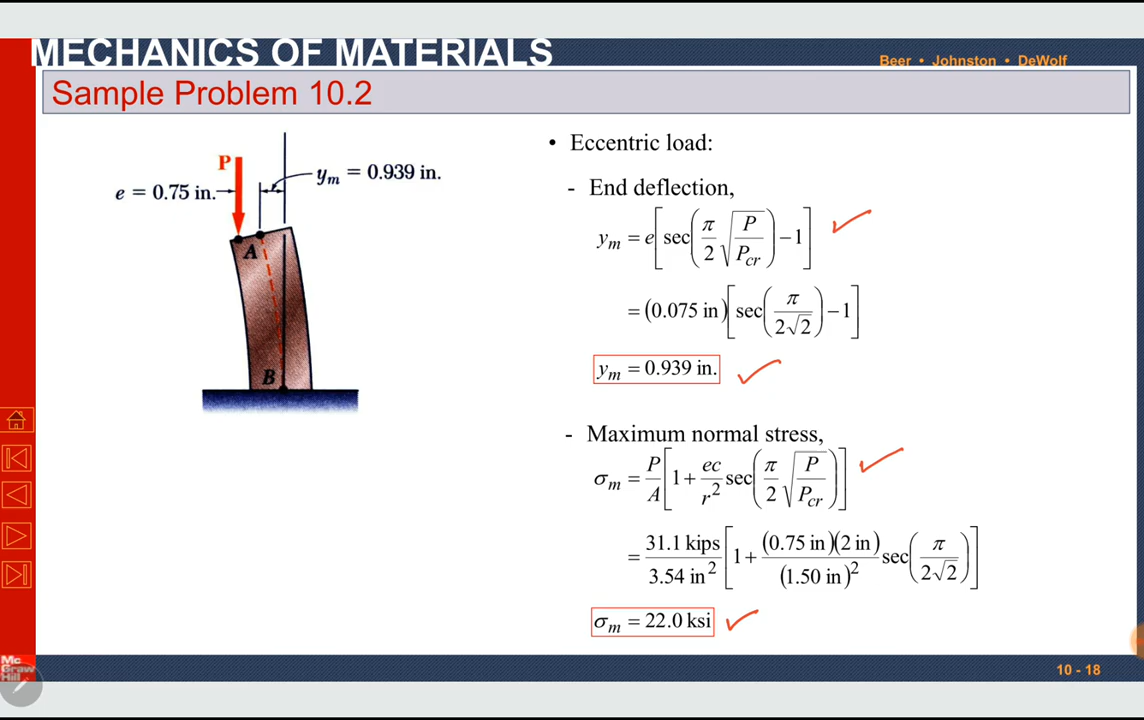 MECHANICS OF MATERIALS
Beer • Johnston • DeWolf
Sample Problem 10.2
P
e = 0.75 in.
y_m = 0.939 in.
A
B
• Eccentric load:
- End deflection,
y_m = e[sec(π/2 √(P/P_cr)) − 1]
= (0.075 in)[sec(π/(2√2)) − 1]
y_m = 0.939 in.
- Maximum normal stress,
σ_m = P/A [1 + ec/r² sec(π/2 √(P/P_cr))]
= 31.1 kips/3.54 in² [1 + (0.75 in)(2 in)/(1.50 in)² sec(π/(2√2))]
σ_m = 22.0 ksi
Mc
Graw
Hill
10 - 18